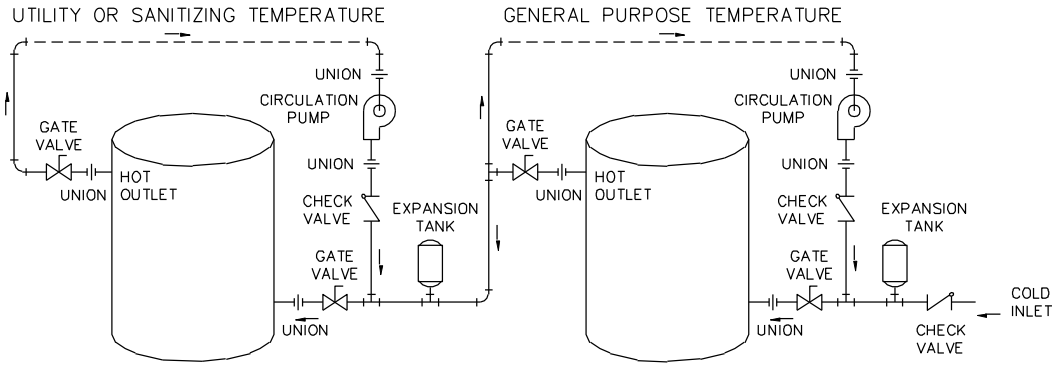 UTILITY OR SANITIZING TEMPERATURE
GENERAL PURPOSE TEMPERATURE
UNION
CIRCULATION
PUMP
GATE
VALVE
UNION
HOT
OUTLET
UNION
CHECK
VALVE
EXPANSION
TANK
GATE
VALVE
UNION
UNION
CIRCULATION
PUMP
GATE
VALVE
UNION
HOT
OUTLET
UNION
CHECK
VALVE
EXPANSION
TANK
GATE
VALVE
UNION
COLD
INLET
CHECK
VALVE